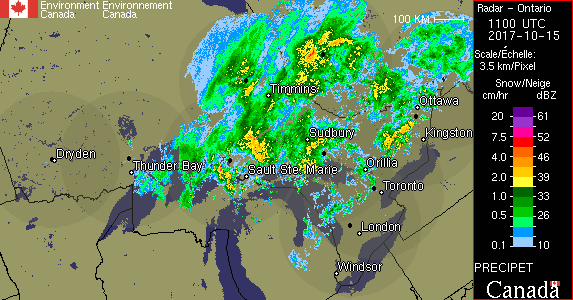 Environment Environnement
Canada Canada
100 KM
Timmins
Ottawa
Sudbury
Kingston
Dryden
Thunder Bay
Sault Ste. Marie
Orillia
Toronto
London
Windsor
Radar - Ontario
1100 UTC
2017-10-15
Scale/Échelle:
3.5 km/Pixel
Snow/Neige
cm/hr dBZ
20 61
7.5 52
4.0 46
2.0 39
1.0 33
0.5 26
0.1 10
PRECIPET
Canada